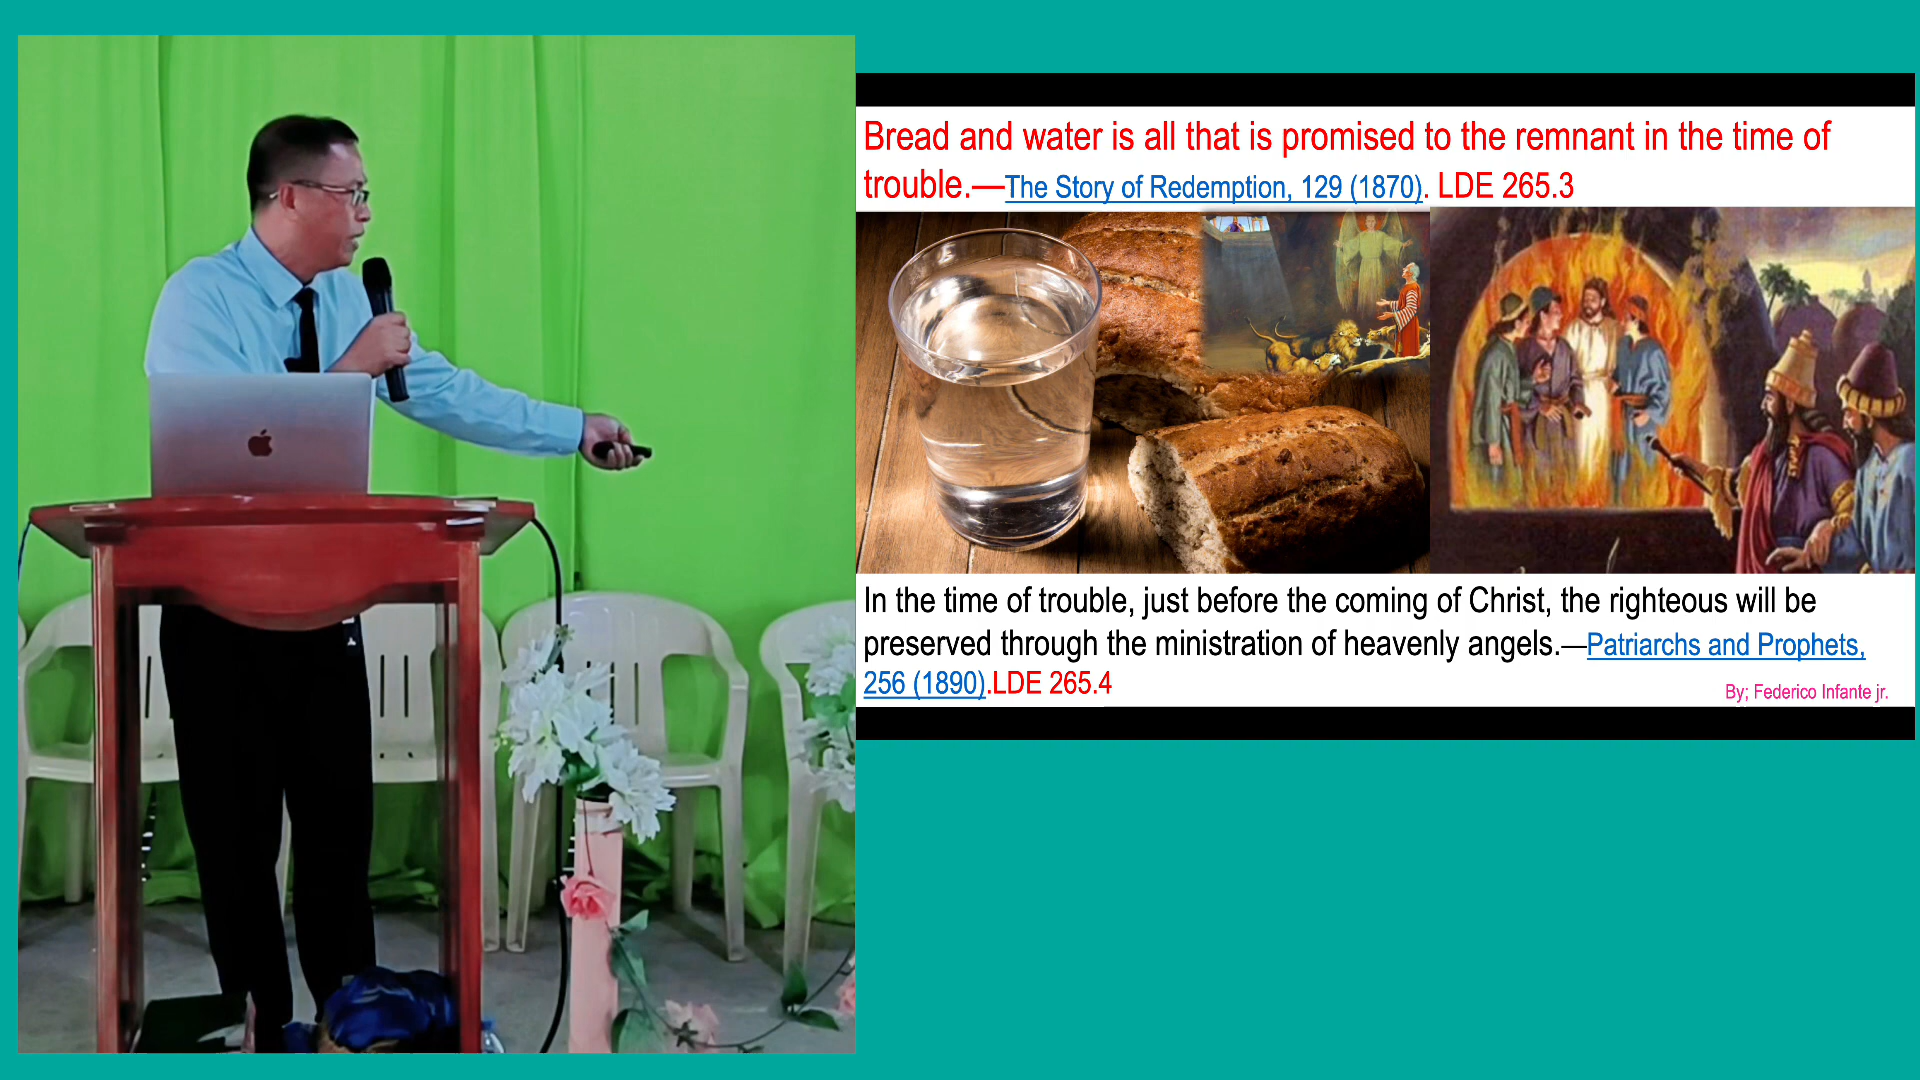 Bread and water is all that is promised to the remnant in the time of
trouble.—The Story of Redemption, 129 (1870). LDE 265.3
In the time of trouble, just before the coming of Christ, the righteous will be
preserved through the ministration of heavenly angels.—Patriarchs and Prophets,
256 (1890).LDE 265.4
By; Federico Infante jr.